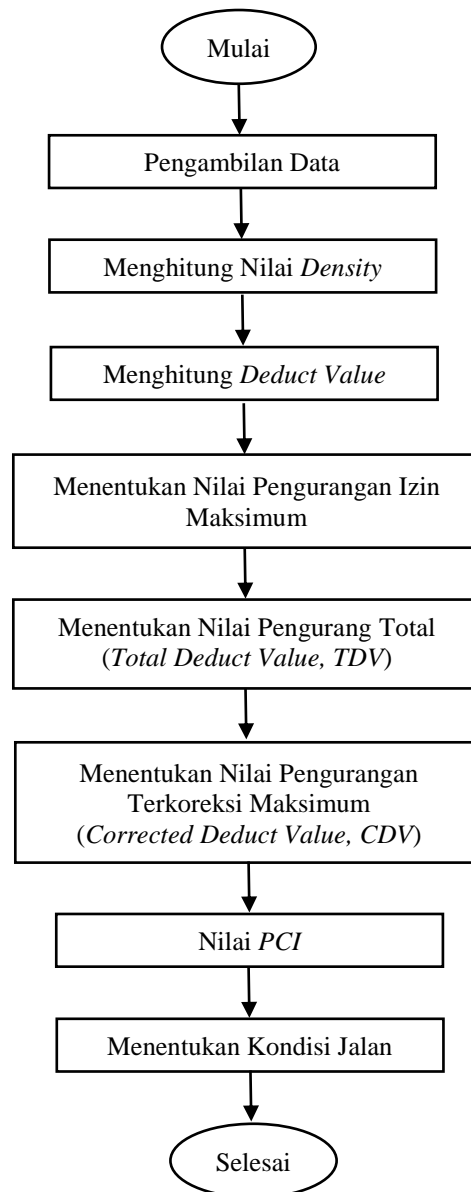 Mulai
Pengambilan Data
Menghitung Nilai Density
Menghitung Deduct Value
Menentukan Nilai Pengurangan Izin
Maksimum
Menentukan Nilai Pengurang Total
(Total Deduct Value, TDV)
Menentukan Nilai Pengurangan
Terkoreksi Maksimum
(Corrected Deduct Value, CDV)
Nilai PCI
Menentukan Kondisi Jalan
Selesai